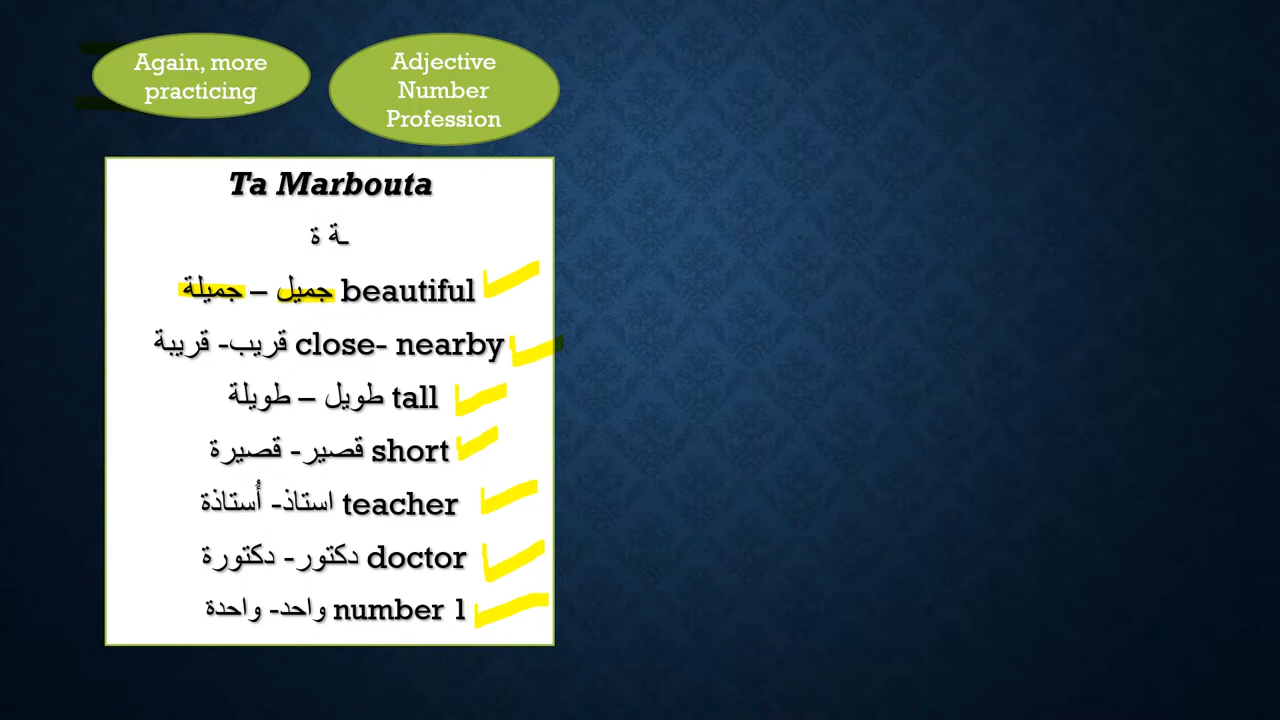 Again, more
practicing
Adjective
Number
Profession
Ta Marbouta
ـة ة
beautiful جميل – جميلة
close- nearby قريب- قريبة
tall طويل – طويلة
short قصير- قصيرة
teacher استاذ- أُستاذة
doctor دكتور- دكتورة
number 1 واحد- واحدة